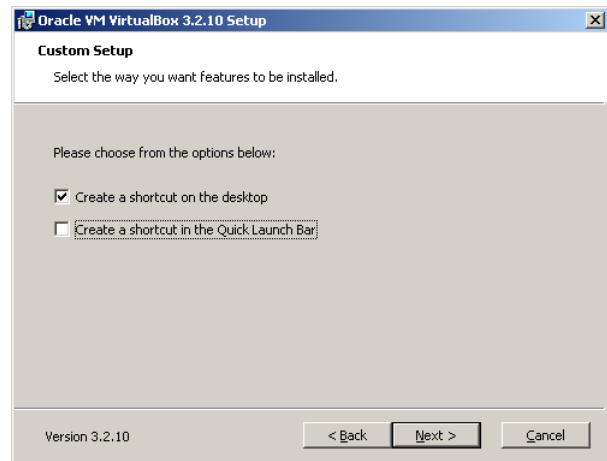 Oracle VM VirtualBox 3.2.10 Setup
Custom Setup
Select the way you want features to be installed.
Please choose from the options below:
Create a shortcut on the desktop
Create a shortcut in the Quick Launch Bar
Version 3.2.10
< Back Next > Cancel